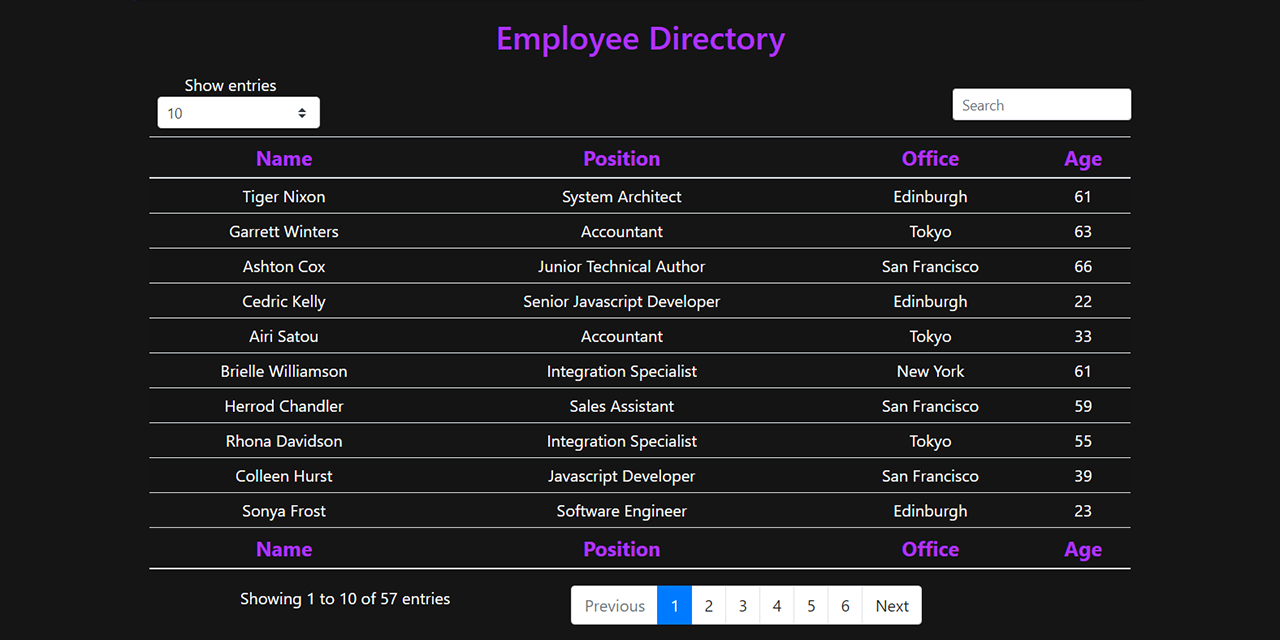 Employee Directory
Show entries
10
Search
Name Position Office Age
Tiger Nixon System Architect Edinburgh 61
Garrett Winters Accountant Tokyo 63
Ashton Cox Junior Technical Author San Francisco 66
Cedric Kelly Senior Javascript Developer Edinburgh 22
Airi Satou Accountant Tokyo 33
Brielle Williamson Integration Specialist New York 61
Herrod Chandler Sales Assistant San Francisco 59
Rhona Davidson Integration Specialist Tokyo 55
Colleen Hurst Javascript Developer San Francisco 39
Sonya Frost Software Engineer Edinburgh 23
Name Position Office Age
Showing 1 to 10 of 57 entries
Previous 1 2 3 4 5 6 Next